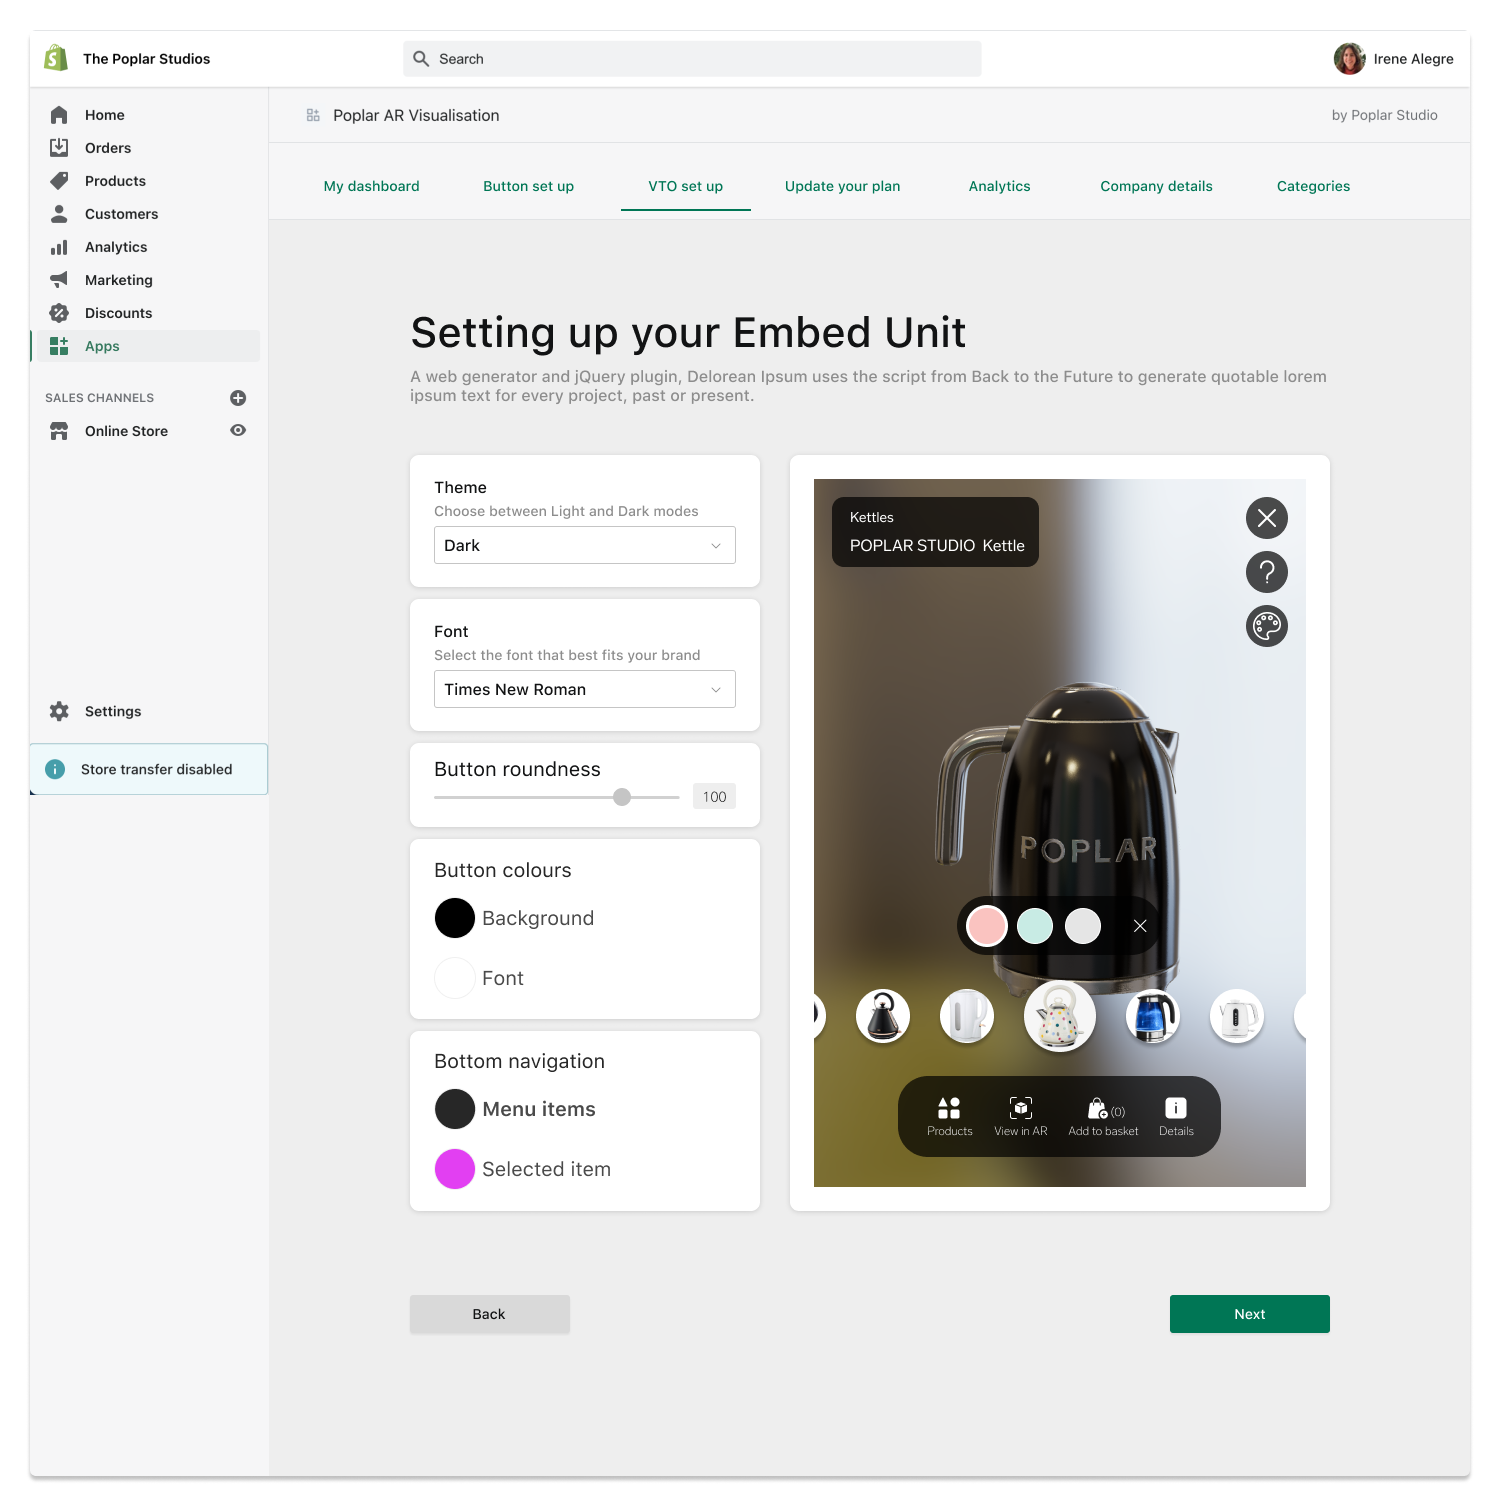 The Poplar Studios
Search
Irene Alegre
Home
Orders
Products
Customers
Analytics
Marketing
Discounts
Apps
SALES CHANNELS
Online Store
Settings
Store transfer disabled
Poplar AR Visualisation
by Poplar Studio
My dashboard
Button set up
VTO set up
Update your plan
Analytics
Company details
Categories
Setting up your Embed Unit
A web generator and jQuery plugin, Delorean Ipsum uses the script from Back to the Future to generate quotable lorem
ipsum text for every project, past or present.
Theme
Choose between Light and Dark modes
Dark
Font
Select the font that best fits your brand
Times New Roman
Button roundness
100
Button colours
Background
Font
Bottom navigation
Menu items
Selected item
Kettles
POPLAR STUDIO Kettle
?
POPLAR
(0)
Products
View in AR
Add to basket
Details
Back
Next